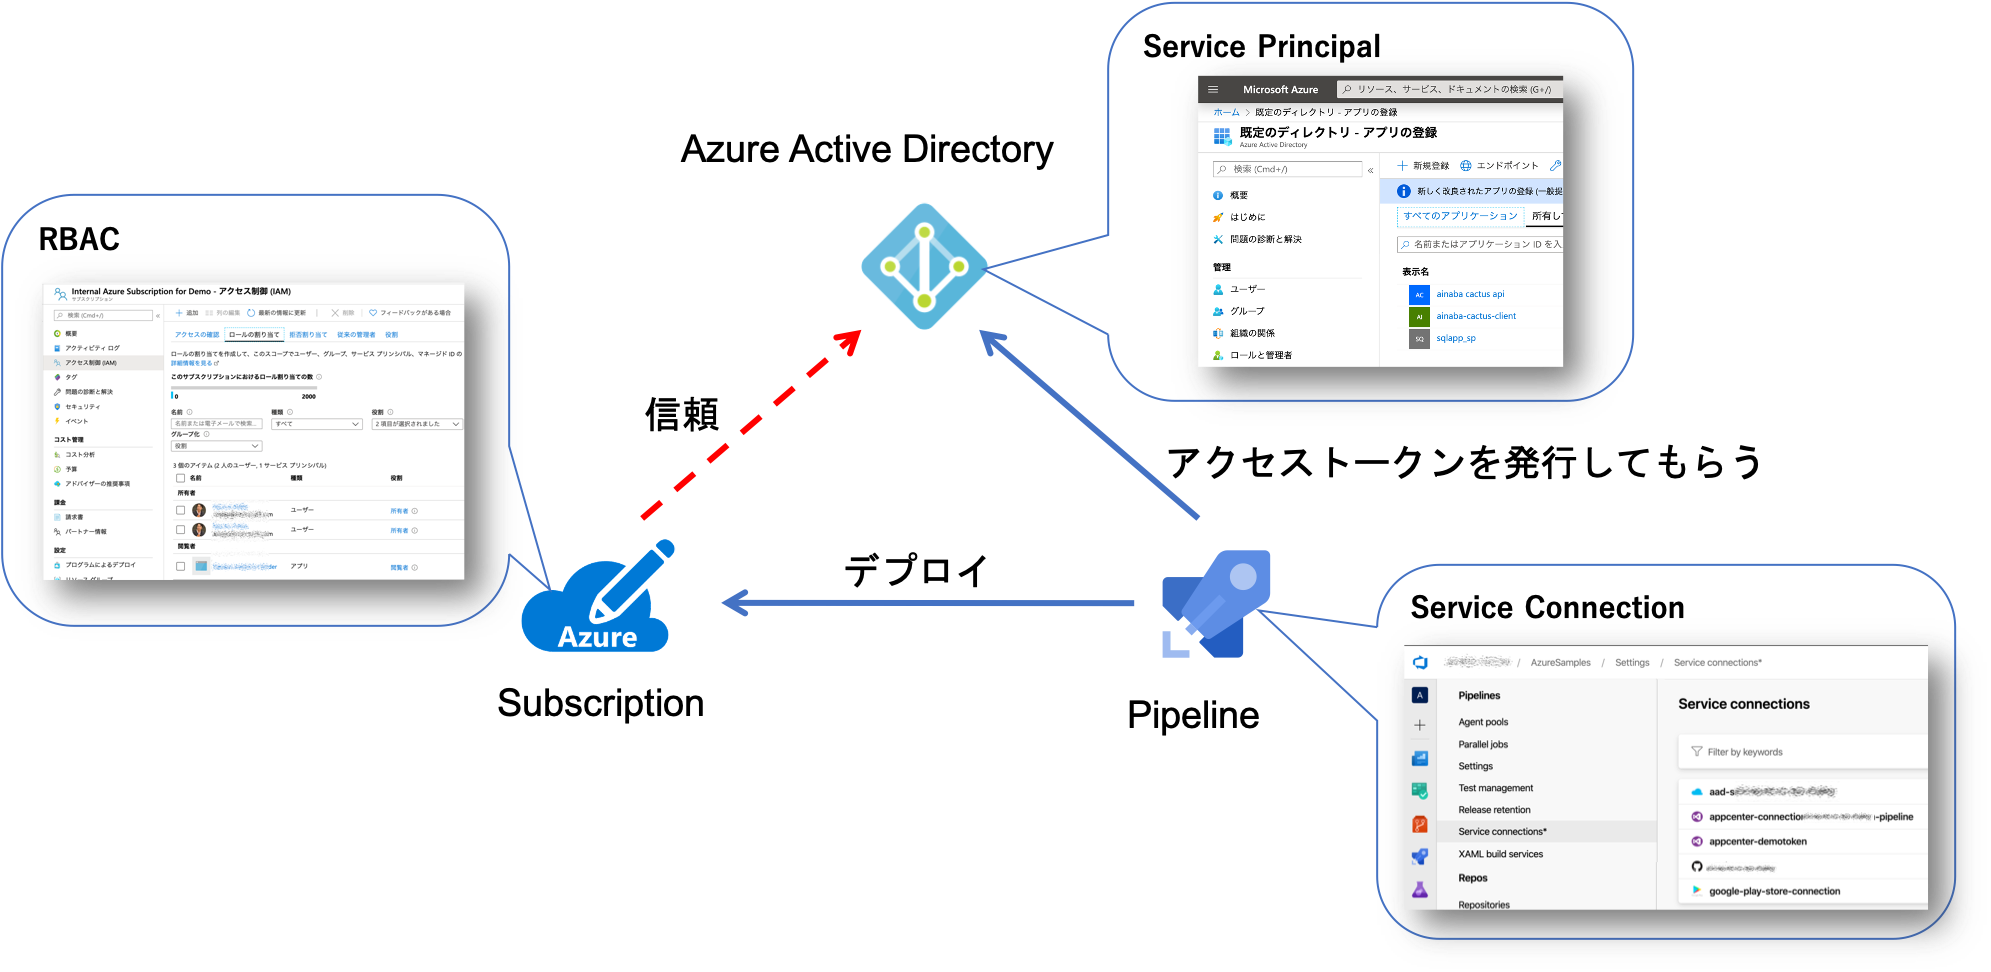 Service Principal
Microsoft Azure
リソース、サービス、ドキュメントの検索 (G+/)
ホーム > 既定のディレクトリ - アプリの登録
既定のディレクトリ - アプリの登録
Azure Active Directory
検索 (Cmd+/)
«
概要
はじめに
問題の診断と解決
管理
ユーザー
グループ
組織の関係
ロールと管理者
新規登録
エンドポイント
新しく改良されたアプリの登録 (一般提
すべてのアプリケーション
所有し
名前またはアプリケーション ID を入
表示名
AC ainaba cactus api
AI ainaba-cactus-client
SQ sqlapp_sp
Azure Active Directory
RBAC
Internal Azure Subscription for Demo - アクセス制御 (IAM)
サブスクリプション
検索 (Cmd+/)
«
概要
アクティビティ ログ
アクセス制御 (IAM)
タグ
問題の診断と解決
セキュリティ
イベント
コスト管理
コスト分析
予算
アドバイザーの推奨事項
課金
請求書
パートナー情報
設定
プログラムによるデプロイ
リソース グループ
追加
列の編集
最新の情報に更新
削除
フィードバックがある場合
アクセスの確認
ロールの割り当て
拒否割り当て
従来の管理者
役割
ロールの割り当てを作成して、このスコープでユーザー、グループ、サービス プリンシパル、マネージド ID の
詳細情報を見る
このサブスクリプションにおけるロール割り当ての数
0
2000
名前
種類
役割
名前または電子メールで検索...
すべて
2 項目が選択されました
グループ化
役割
3 個のアイテム (2 人のユーザー, 1 サービス プリンシパル)
名前
種類
役割
所有者
ユーザー
所有者
ユーザー
所有者
閲覧者
アプリ
閲覧者
信頼
アクセストークンを発行してもらう
デプロイ
Azure
Subscription
Pipeline
Service Connection
/ AzureSamples / Settings / Service connections*
A
Pipelines
Agent pools
Parallel jobs
Settings
Test management
Release retention
Service connections*
XAML build services
Repos
Repositories
Service connections
Filter by keywords
aad-s
appcenter-connection -pipeline
appcenter-demotoken
google-play-store-connection